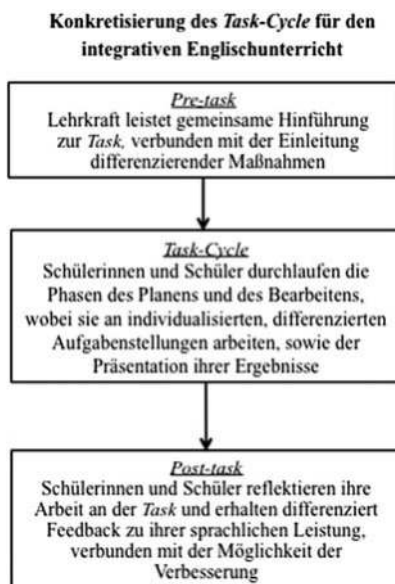 Konkretisierung des Task-Cycle für den
integrativen Englischunterricht
Pre-task
Lehrkraft leistet gemeinsame Hinführung
zur Task, verbunden mit der Einleitung
differenzierender Maßnahmen
Task-Cycle
Schülerinnen und Schüler durchlaufen die
Phasen des Planens und des Bearbeitens,
wobei sie an individualisierten, differenzierten
Aufgabenstellungen arbeiten, sowie der
Präsentation ihrer Ergebnisse
Post-task
Schülerinnen und Schüler reflektieren ihre
Arbeit an der Task und erhalten differenziert
Feedback zu ihrer sprachlichen Leistung,
verbunden mit der Möglichkeit der
Verbesserung